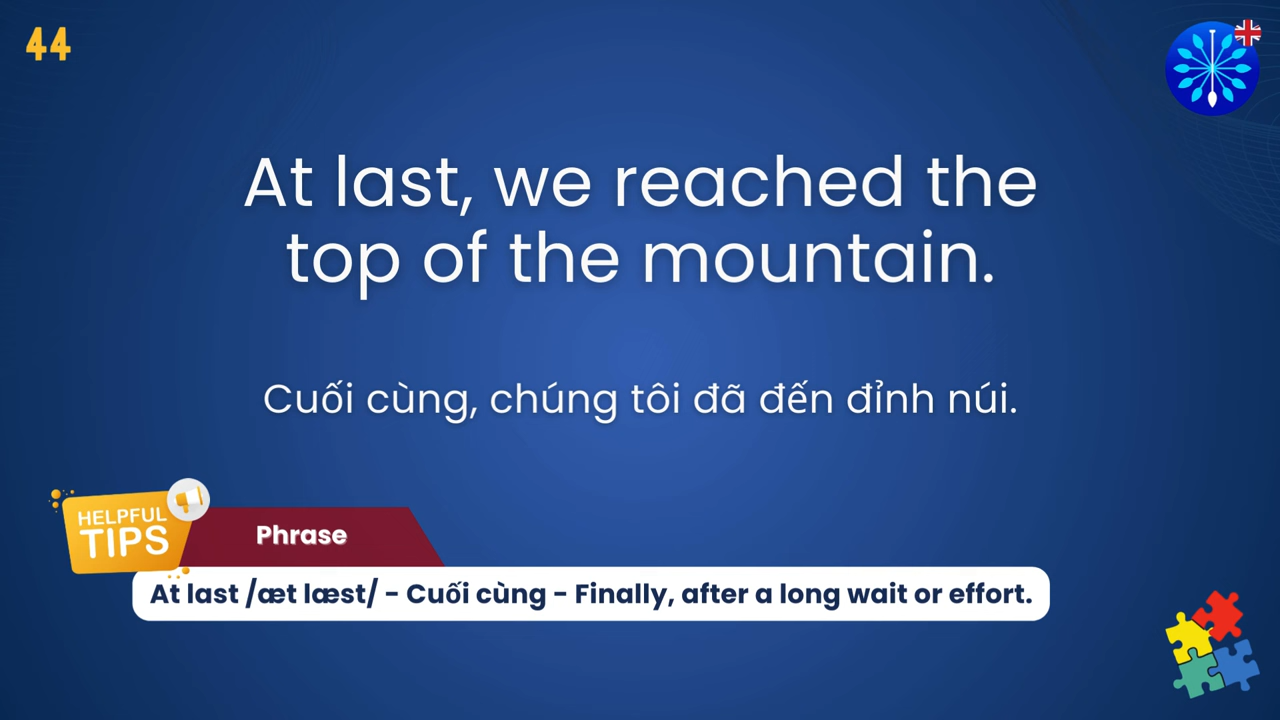 44
At last, we reached the
top of the mountain.
Cuối cùng, chúng tôi đã đến đỉnh núi.
HELPFUL
TIPS
Phrase
At last /æt læst/ - Cuối cùng - Finally, after a long wait or effort.